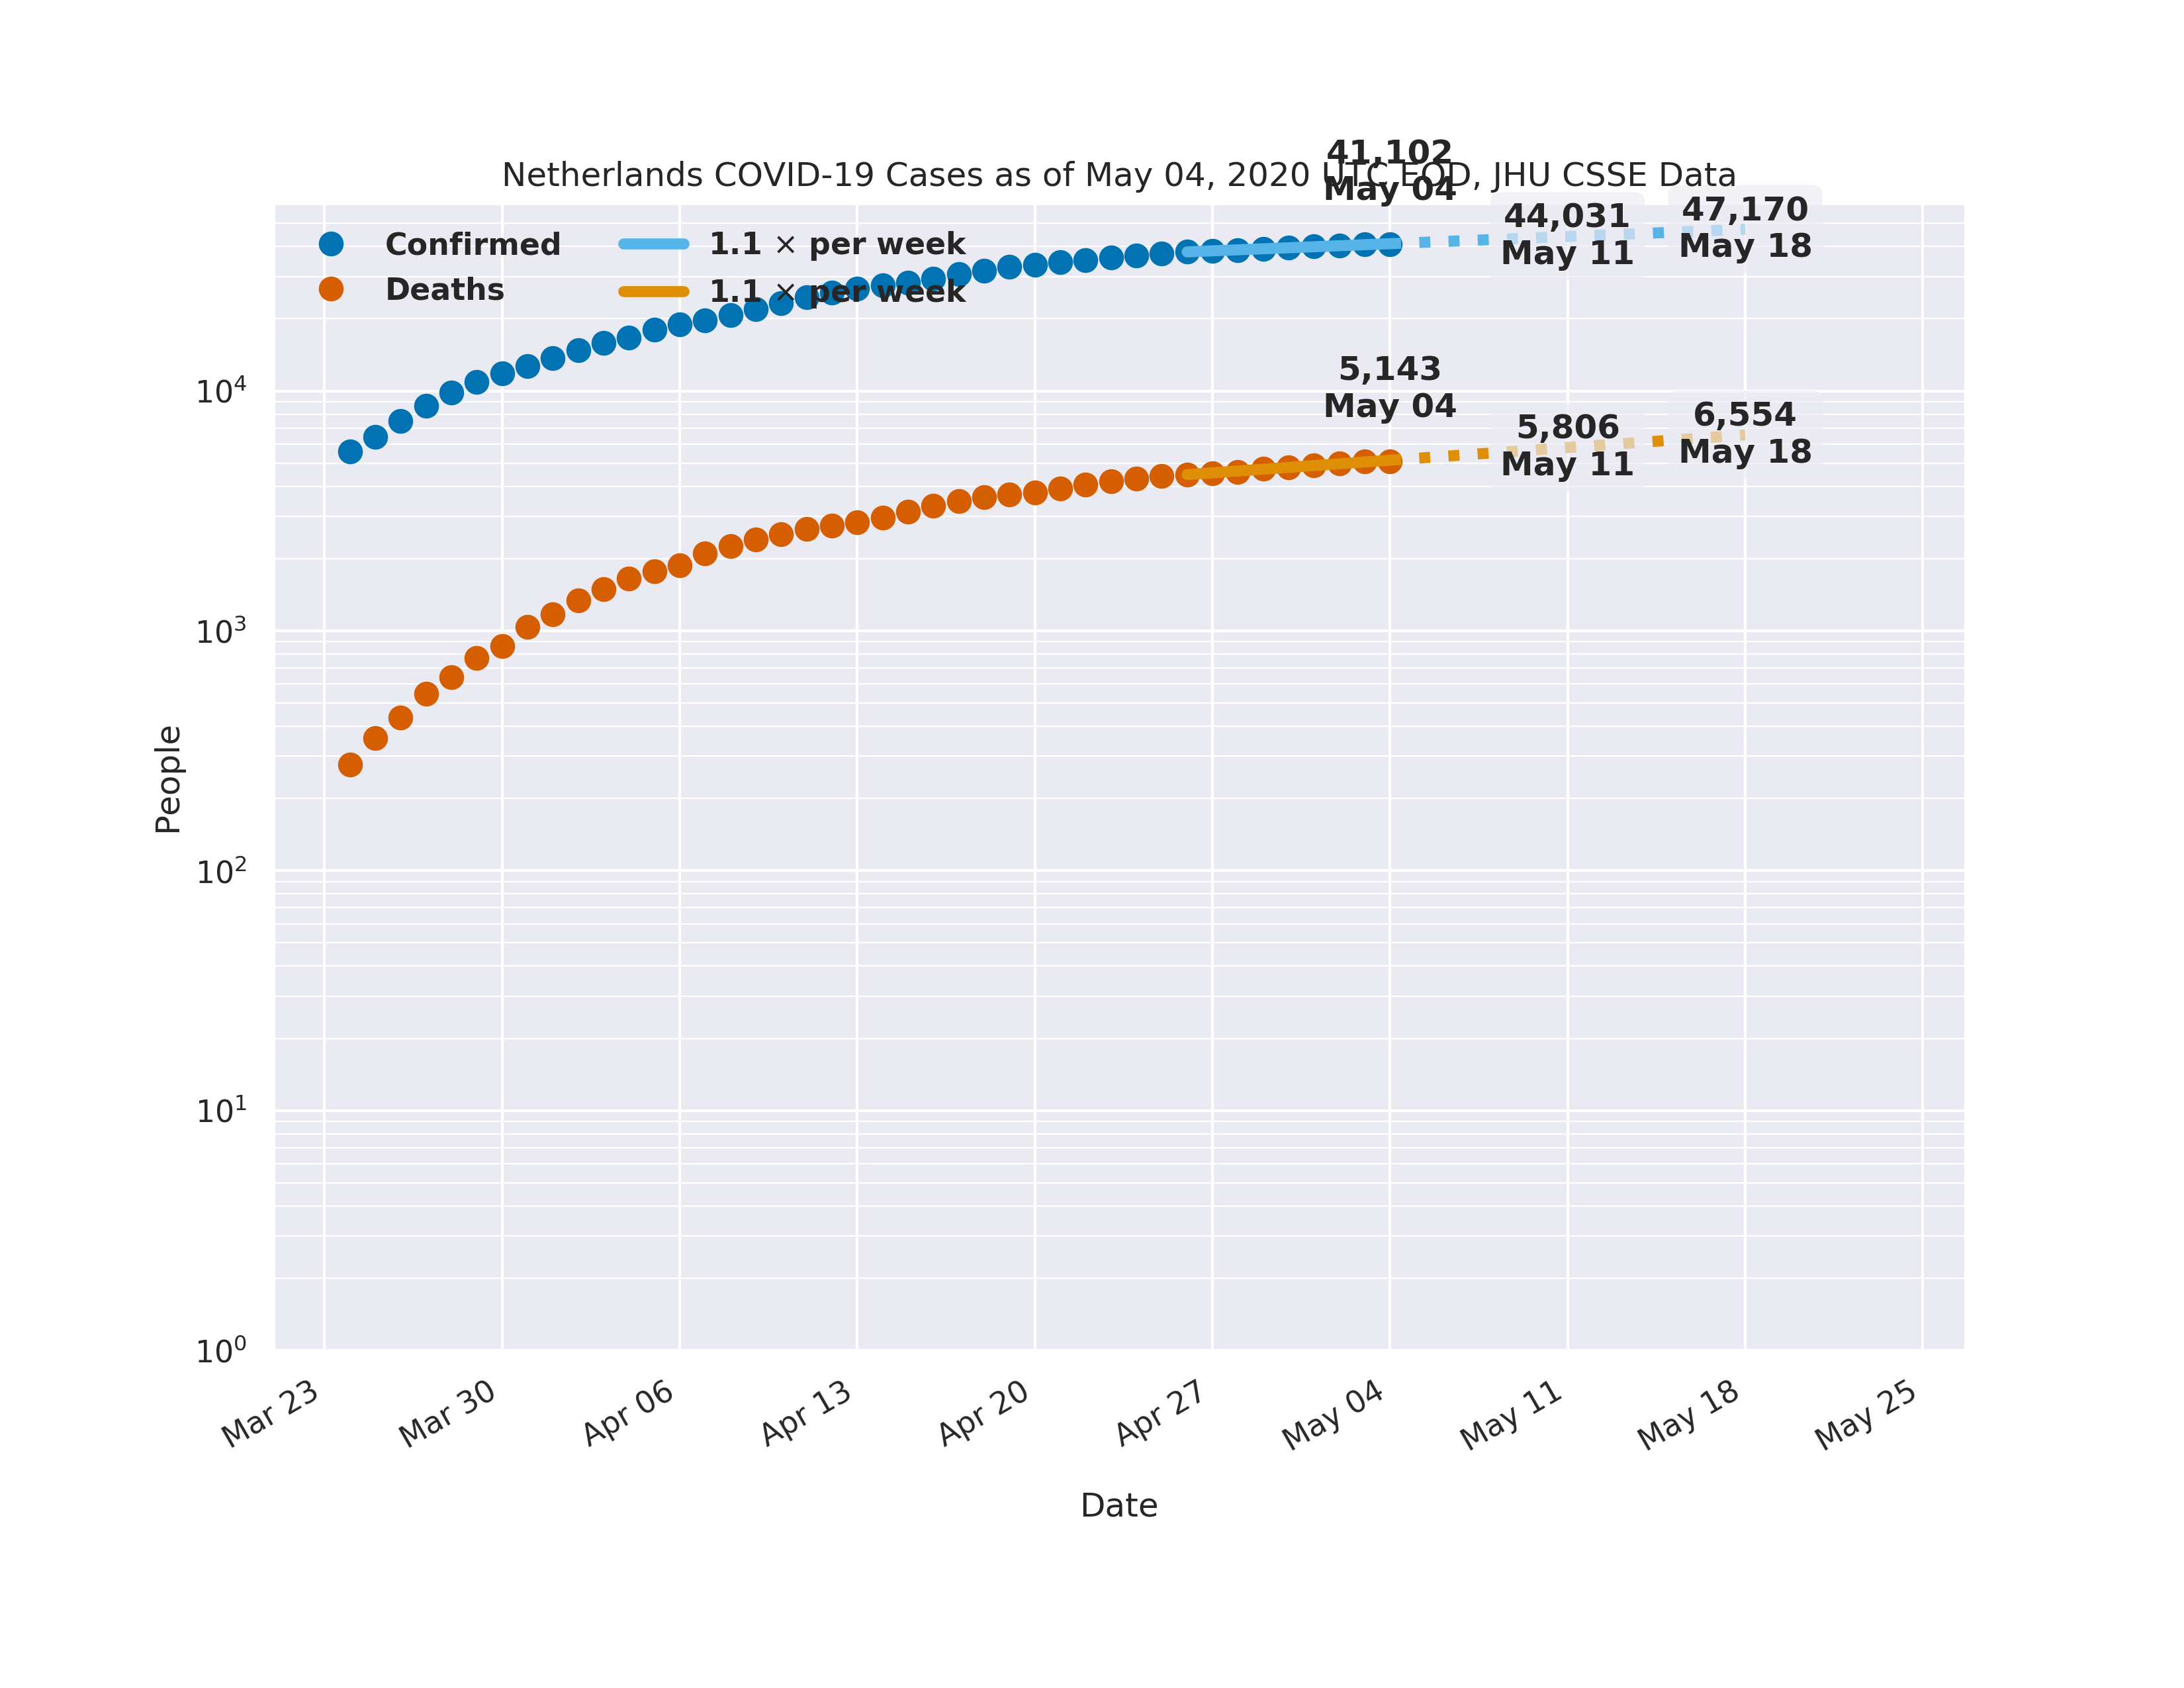 41,102
May 04
Netherlands COVID-19 Cases as of May 04, 2020 UTC EOD, JHU CSSE Data
44,031
May 11
47,170
May 18
Confirmed
Deaths
1.1 × per week
1.1 × per week
5,143
May 04
5,806
May 11
6,554
May 18
10⁴
10³
10²
10¹
10⁰
People
Mar 23
Mar 30
Apr 06
Apr 13
Apr 20
Apr 27
May 04
May 11
May 18
May 25
Date